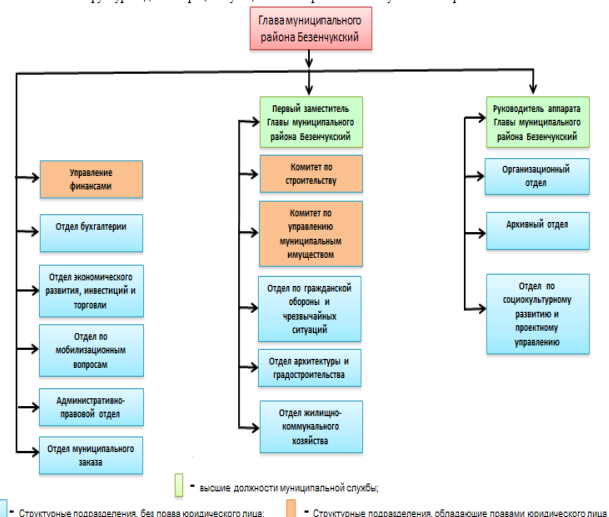 Глава муниципального
района Безенчукский
Управление
финансами
Отдел бухгалтерии
Отдел экономического
развития, инвестиций и
торговли
Отдел по
мобилизационным
вопросам
Административно-
правовой отдел
Отдел муниципального
заказа
Первый заместитель
Главы муниципального
района Безенчукский
Комитет по
строительству
Комитет по
управлению
муниципальным
имуществом
Отдел по гражданской
обороны и
чрезвычайных
ситуаций
Отдел архитектуры и
градостроительства
Отдел жилищно-
коммунального
хозяйства
Руководитель аппарата
Главы муниципального
района Безенчукский
Организационный
отдел
Архивный отдел
Отдел по
социокультурному
развитию и
проектному
управлению
- высшие должности муниципальной службы;
- Структурные подразделения, без права юридического лица;
- Структурные подразделения, обладающие правами юридического лица